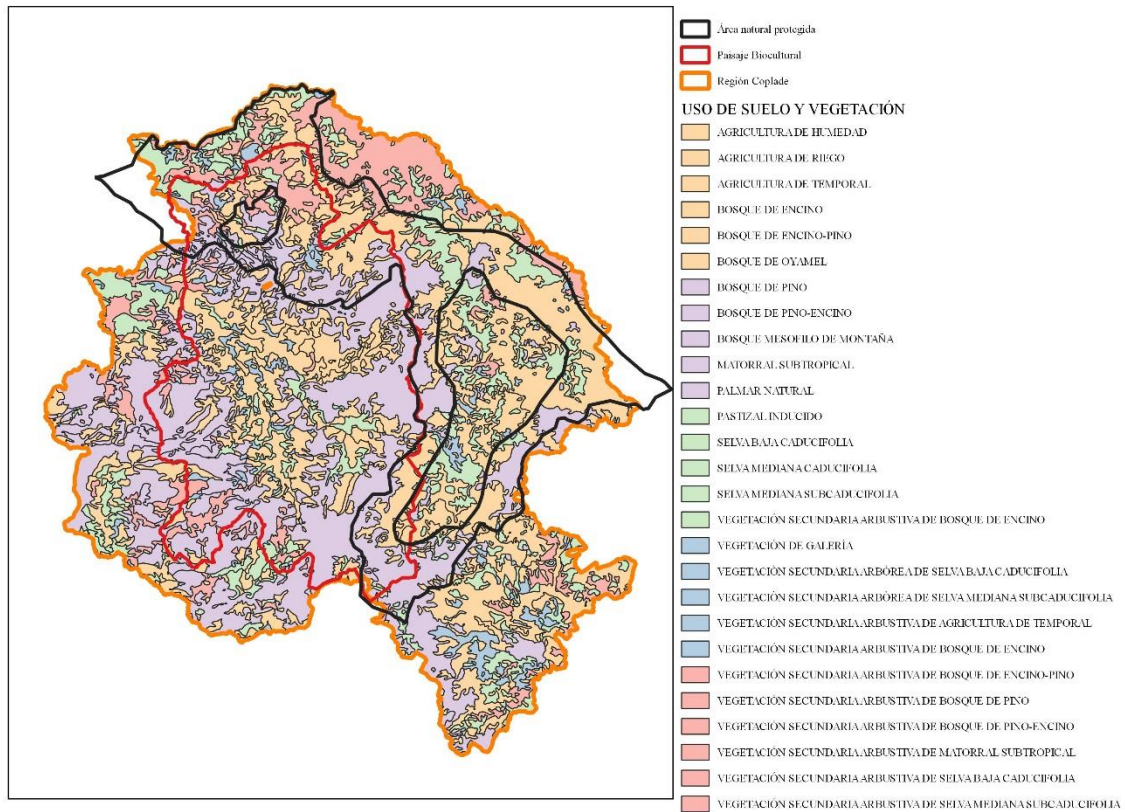 Área natural protegida
Paisaje Biocultural
Región Coplade
USO DE SUELO Y VEGETACIÓN
AGRICULTURA DE HUMEDAD
AGRICULTURA DE RIEGO
AGRICULTURA DE TEMPORAL
BOSQUE DE ENCINO
BOSQUE DE ENCINO-PINO
BOSQUE DE OYAMEL
BOSQUE DE PINO
BOSQUE DE PINO-ENCINO
BOSQUE MESOFILO DE MONTAÑA
MATORRAL SUBTROPICAL
PALMAR NATURAL
PASTIZAL INDUCIDO
SELVA BAJA CADUCIFOLIA
SELVA MEDIANA CADUCIFOLIA
SELVA MEDIANA SUBCADUCIFOLIA
VEGETACIÓN SECUNDARIA ARBUSTIVA DE BOSQUE DE ENCINO
VEGETACIÓN DE GALERÍA
VEGETACIÓN SECUNDARIA ARBÓREA DE SELVA BAJA CADUCIFOLIA
VEGETACIÓN SECUNDARIA ARBÓREA DE SELVA MEDIANA SUBCADUCIFOLIA
VEGETACIÓN SECUNDARIA ARBUSTIVA DE AGRICULTURA DE TEMPORAL
VEGETACIÓN SECUNDARIA ARBUSTIVA DE BOSQUE DE ENCINO
VEGETACIÓN SECUNDARIA ARBUSTIVA DE BOSQUE DE ENCINO-PINO
VEGETACIÓN SECUNDARIA ARBUSTIVA DE BOSQUE DE PINO
VEGETACIÓN SECUNDARIA ARBUSTIVA DE BOSQUE DE PINO-ENCINO
VEGETACIÓN SECUNDARIA ARBUSTIVA DE MATORRAL SUBTROPICAL
VEGETACIÓN SECUNDARIA ARBUSTIVA DE SELVA BAJA CADUCIFOLIA
VEGETACIÓN SECUNDARIA ARBUSTIVA DE SELVA MEDIANA SUBCADUCIFOLIA